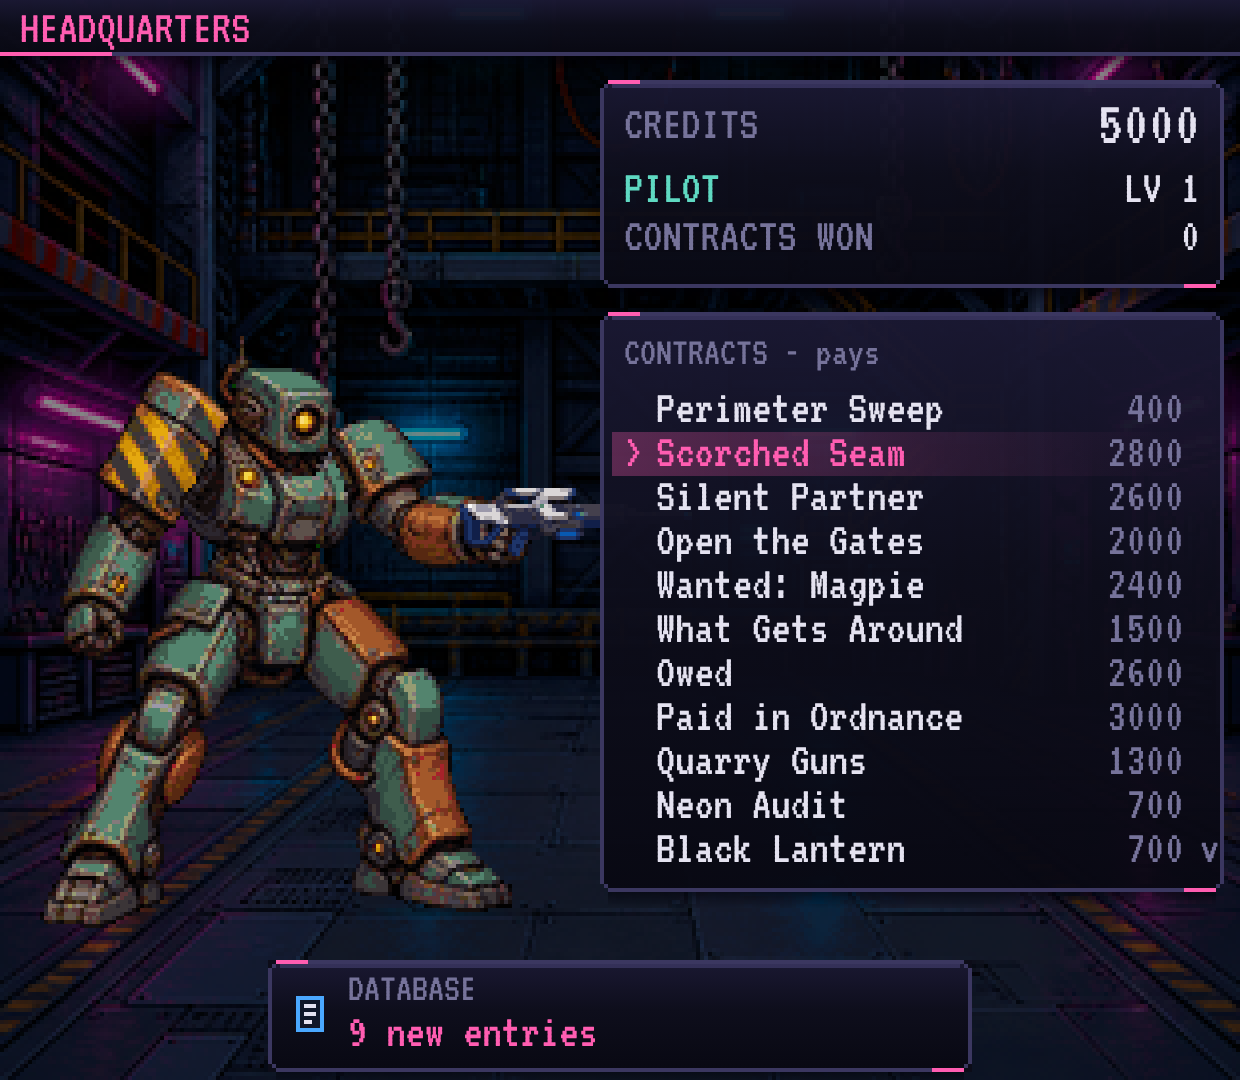 HEADQUARTERS
CREDITS 5000
PILOT LV 1
CONTRACTS WON 0
CONTRACTS - pays
Perimeter Sweep 400
> Scorched Seam 2800
Silent Partner 2600
Open the Gates 2000
Wanted: Magpie 2400
What Gets Around 1500
Owed 2600
Paid in Ordnance 3000
Quarry Guns 1300
Neon Audit 700
Black Lantern 700 v
DATABASE
9 new entries